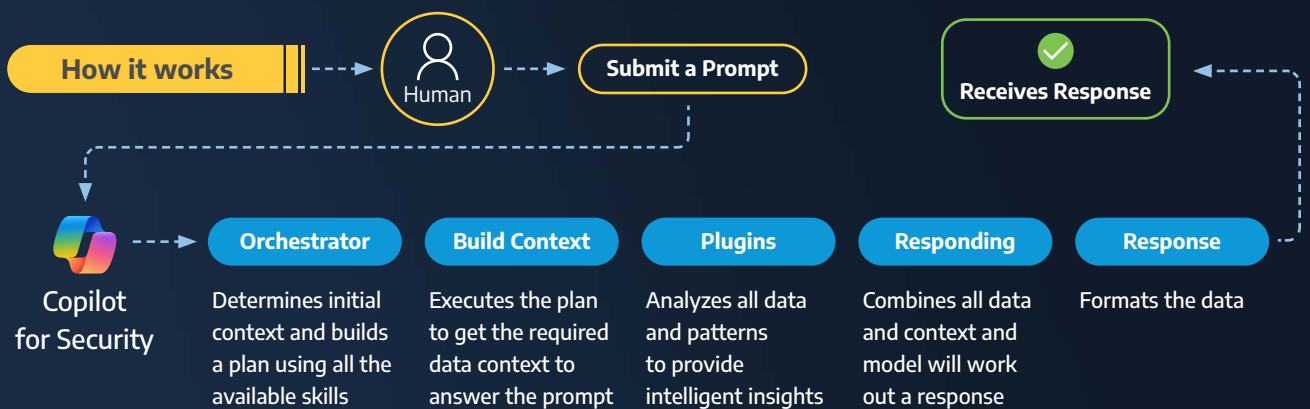 How it works
Human
Submit a Prompt
Receives Response
Copilot
for Security
Orchestrator
Determines initial
context and builds
a plan using all the
available skills
Build Context
Executes the plan
to get the required
data context to
answer the prompt
Plugins
Analyzes all data
and patterns
to provide
intelligent insights
Responding
Combines all data
and context and
model will work
out a response
Response
Formats the data